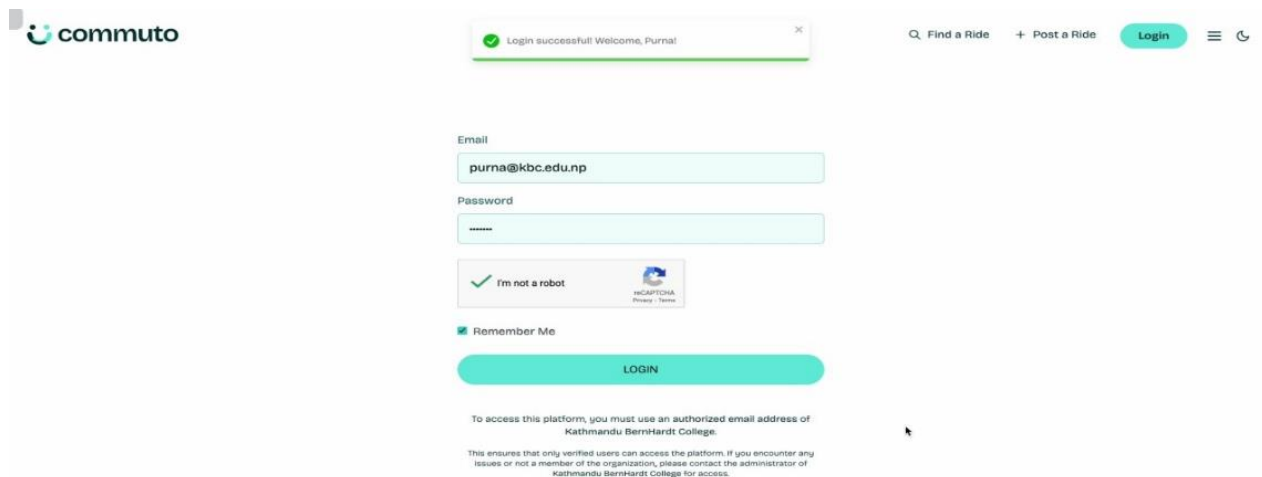 commuto
Login successful! Welcome, Purna!
Find a Ride
+ Post a Ride
Login
Email
purna@kbc.edu.np
Password
I'm not a robot
reCAPTCHA
Privacy - Terms
Remember Me
LOGIN
To access this platform, you must use an authorized email address of
Kathmandu BernHardt College.
This ensures that only verified users can access the platform. If you encounter any
issues or not a member of the organization, please contact the administrator of
Kathmandu BernHardt College for access.